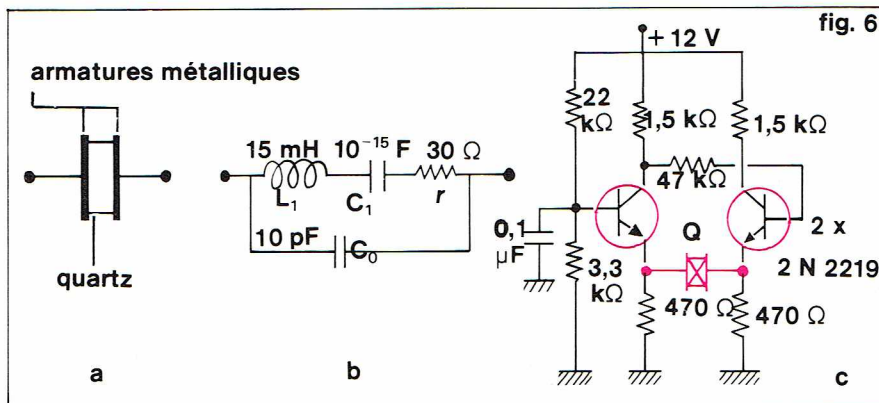 fig. 6
armatures métalliques
quartz
a
15 mH
10⁻¹⁵ F
30 Ω
L₁
C₁
r
10 pF
C₀
b
+ 12 V
22
kΩ
1,5 kΩ
1,5 kΩ
47 kΩ
0,1
μF
3,3
kΩ
Q
2 x
2 N 2219
470 Ω
470 Ω
c